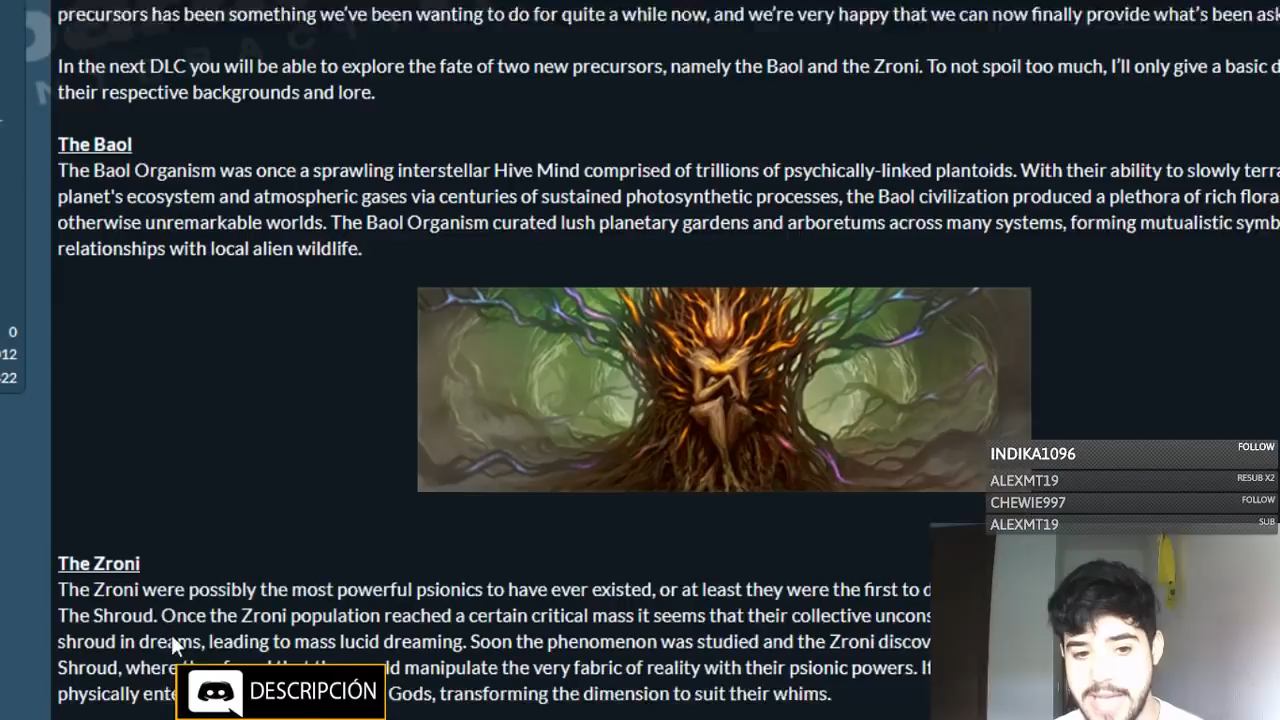 precursors has been something we've been wanting to do for quite a while now, and we're very happy that we can now finally provide what's been
In the next DLC you will be able to explore the fate of two new precursors, namely the Baol and the Zroni. To not spoil too much, I'll only give a basic
their respective backgrounds and lore.
The Baol
The Baol Organism was once a sprawling interstellar Hive Mind comprised of trillions of psychically-linked plantoids. With their ability to slowly
planet's ecosystem and atmospheric gases via centuries of sustained photosynthetic processes, the Baol civilization produced a plethora of rich flora
otherwise unremarkable worlds. The Baol Organism curated lush planetary gardens and arboretums across many systems, forming mutualistic
relationships with local alien wildlife.
0
912
322
INDIKA1096 FOLLOW
ALEXMT19 RESUB X2
CHEWIE997 FOLLOW
ALEXMT19 SUB
The Zroni
The Zroni were possibly the most powerful psionics to have ever existed, or at least they were the first to
The Shroud. Once the Zroni population reached a certain critical mass it seems that their collective
shroud in dreams, leading to mass lucid dreaming. Soon the phenomenon was studied and the Zroni
Shroud, where manipulate the very fabric of reality with their psionic powers.
physically Gods, transforming the dimension to suit their whims.
DESCRIPCIÓN